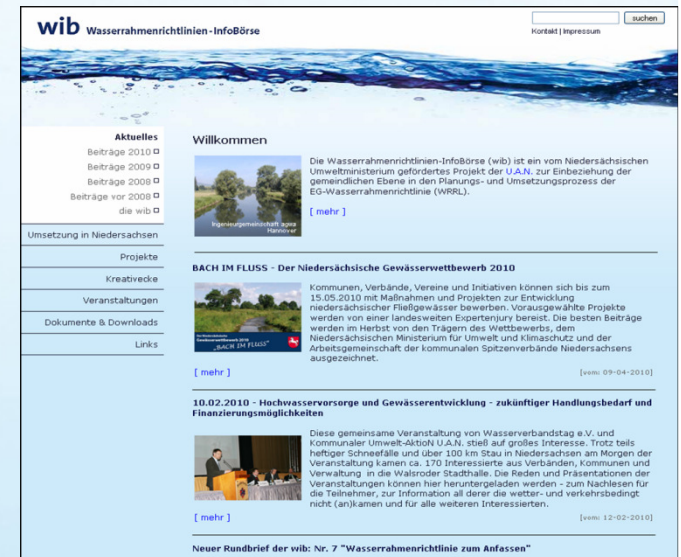 wib Wasserrahmenrichtlinien-InfoBörse
suchen
Kontakt | Impressum
Aktuelles
Beiträge 2010
Beiträge 2009
Beiträge 2008
Beiträge vor 2008
die wib
Umsetzung in Niedersachsen
Projekte
Kreativecke
Veranstaltungen
Dokumente & Downloads
Links
Willkommen
Ingenieurgemeinschaft agwa
Hannover
Die Wasserrahmenrichtlinien-InfoBörse (wib) ist ein vom Niedersächsischen
Umweltministerium gefördertes Projekt der U.A.N. zur Einbeziehung der
gemeindlichen Ebene in den Planungs- und Umsetzungsprozess der
EG-Wasserrahmenrichtlinie (WRRL).
[ mehr ]
BACH IM FLUSS - Der Niedersächsische Gewässerwettbewerb 2010
Der Niedersächsische
Gewässerwettbewerb 2010
„BACH IM FLUSS"
Kommunen, Verbände, Vereine und Initiativen können sich bis zum
15.05.2010 mit Maßnahmen und Projekten zur Entwicklung
niedersächsischer Fließgewässer bewerben. Vorausgewählte Projekte
werden von einer landesweiten Expertenjury bereist. Die besten Beiträge
werden im Herbst von den Trägern des Wettbewerbs, dem
Niedersächsischen Ministerium für Umwelt und Klimaschutz und der
Arbeitsgemeinschaft der kommunalen Spitzenverbände Niedersachsens
ausgezeichnet.
[ mehr ]
[vom: 09-04-2010]
10.02.2010 - Hochwasservorsorge und Gewässerentwicklung - zukünftiger Handlungsbedarf und
Finanzierungsmöglichkeiten
Diese gemeinsame Veranstaltung von Wasserverbandstag e.V. und
Kommunaler Umwelt-AktioN U.A.N. stieß auf großes Interesse. Trotz teils
heftiger Schneefälle und über 100 km Stau in Niedersachsen am Morgen der
Veranstaltung kamen ca. 170 Interessierte aus Verbänden, Kommunen und
Verwaltung in die Walsroder Stadthalle. Die Reden und Präsentationen der
Veranstaltungen können hier heruntergeladen werden - zum Nachlesen für
die Teilnehmer, zur Information all derer die wetter- und verkehrsbedingt
nicht (an)kamen und für alle weiteren Interessierten.
[ mehr ]
[vom: 12-02-2010]
Neuer Rundbrief der wib: Nr. 7 "Wasserrahmenrichtlinie zum Anfassen"